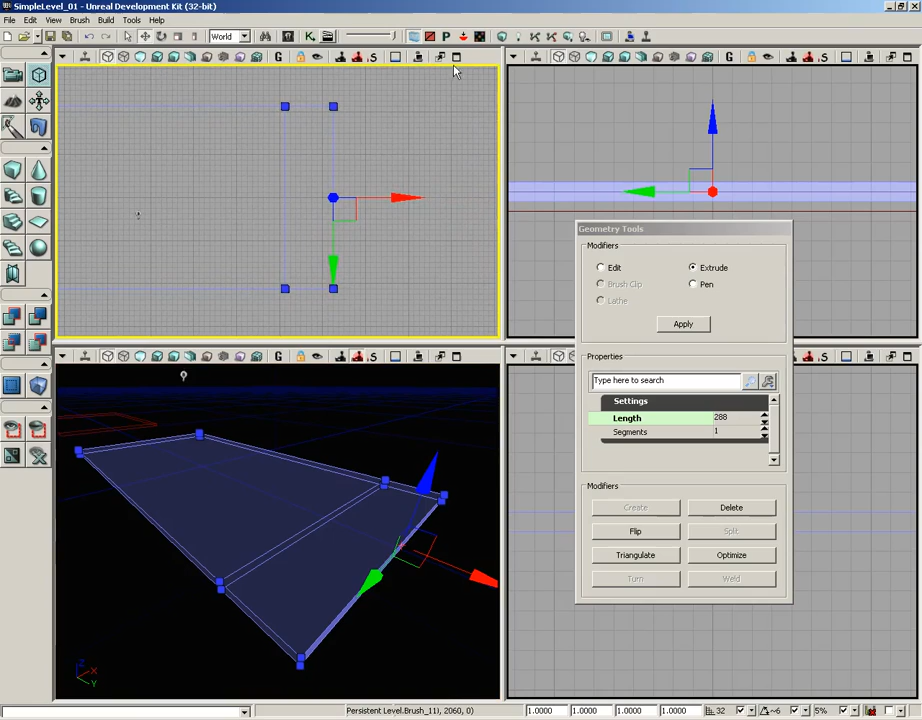 SimpleLevel_01 - Unreal Development Kit (32-bit)
File Edit View Brush Build Tools Help
World
P
K
G S
G
G S
G
Geometry Tools
Modifiers
Edit Extrude
Brush Clip Pen
Lathe
Apply
Properties
Type here to search
Settings
Length 288
Segments 1
Modifiers
Create Delete
Flip Split
Triangulate Optimize
Turn Weld
Z
X
Y
Persistent Level.Brush_11), 2060, 0) 1.0000 1.0000 1.0000 1.0000 32 ~6 5%